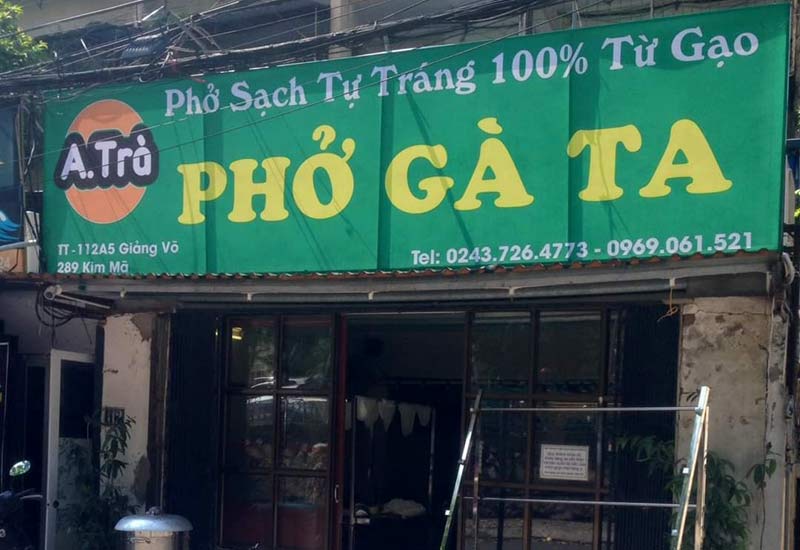 Phở Sạch Tự Tráng 100% Từ Gạo
A.Trà
PHỞ GÀ TA
TT - 112A5 Giảng Võ
289 Kim Mã
Tel: 0243.726.4773 - 0969.061.521